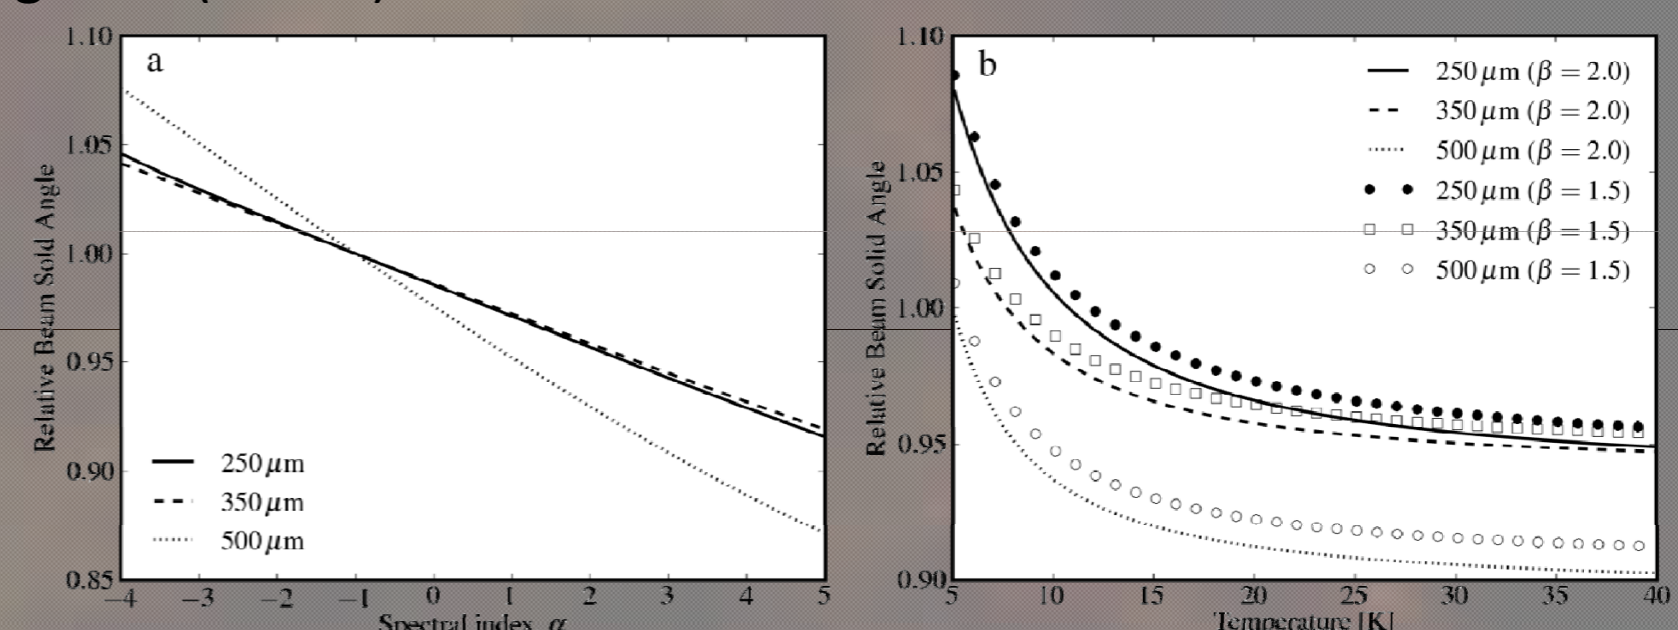 a
1.10
1.05
1.00
0.95
0.90
0.85
Relative Beam Solid Angle
250 μm
350 μm
500 μm
−4 −3 −2 −1 0 1 2 3 4 5
Spectral index α
b
1.10
1.05
1.00
0.95
0.90
Relative Beam Solid Angle
250 μm (β = 2.0)
350 μm (β = 2.0)
500 μm (β = 2.0)
250 μm (β = 1.5)
350 μm (β = 1.5)
500 μm (β = 1.5)
5 10 15 20 25 30 35 40
Temperature [K]